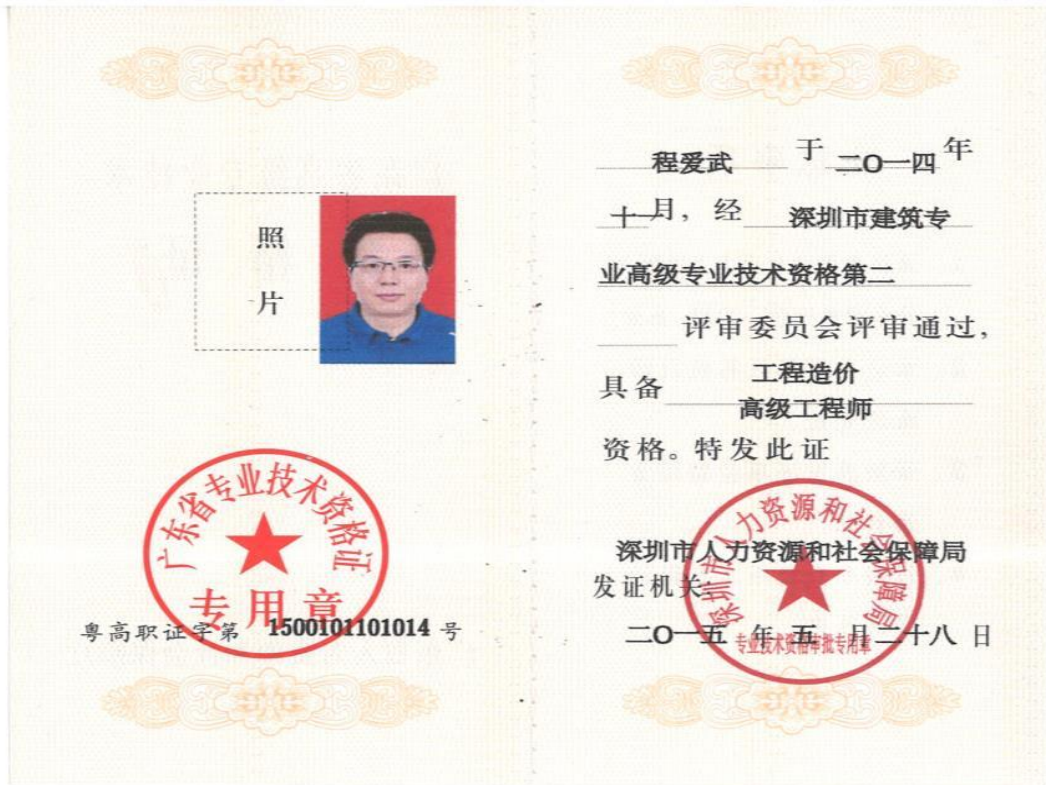 照
片
广东省专业技术资格证
专用章
粤高职证字第 1500101101014 号
程爱武 于 二O一四 年
十一月，经 深圳市建筑专
业高级专业技术资格第二
评审委员会评审通过，
具备 工程造价
高级工程师
资格。特发此证
深圳市人力资源和社会保障局
深圳市人力资源和社会保障局
发证机关：
二O一五 年 五 月 二十八 日
专业技术资格审批专用章